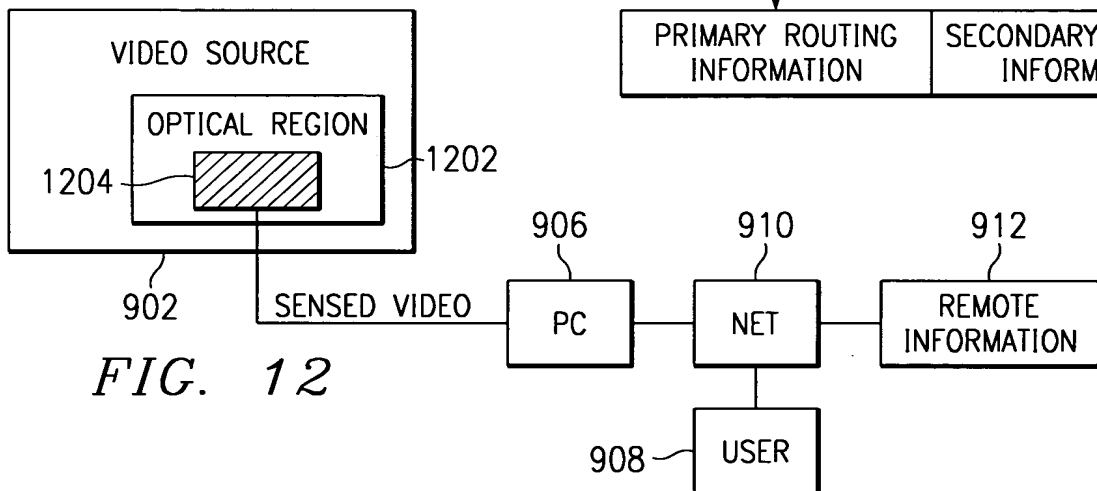 VIDEO SOURCE
OPTICAL REGION
1204
1202
902
SENSED VIDEO
FIG. 12
PRIMARY ROUTING
INFORMATION
SECONDARY
INFORM
906
910
912
PC
NET
REMOTE
INFORMATION
908
USER